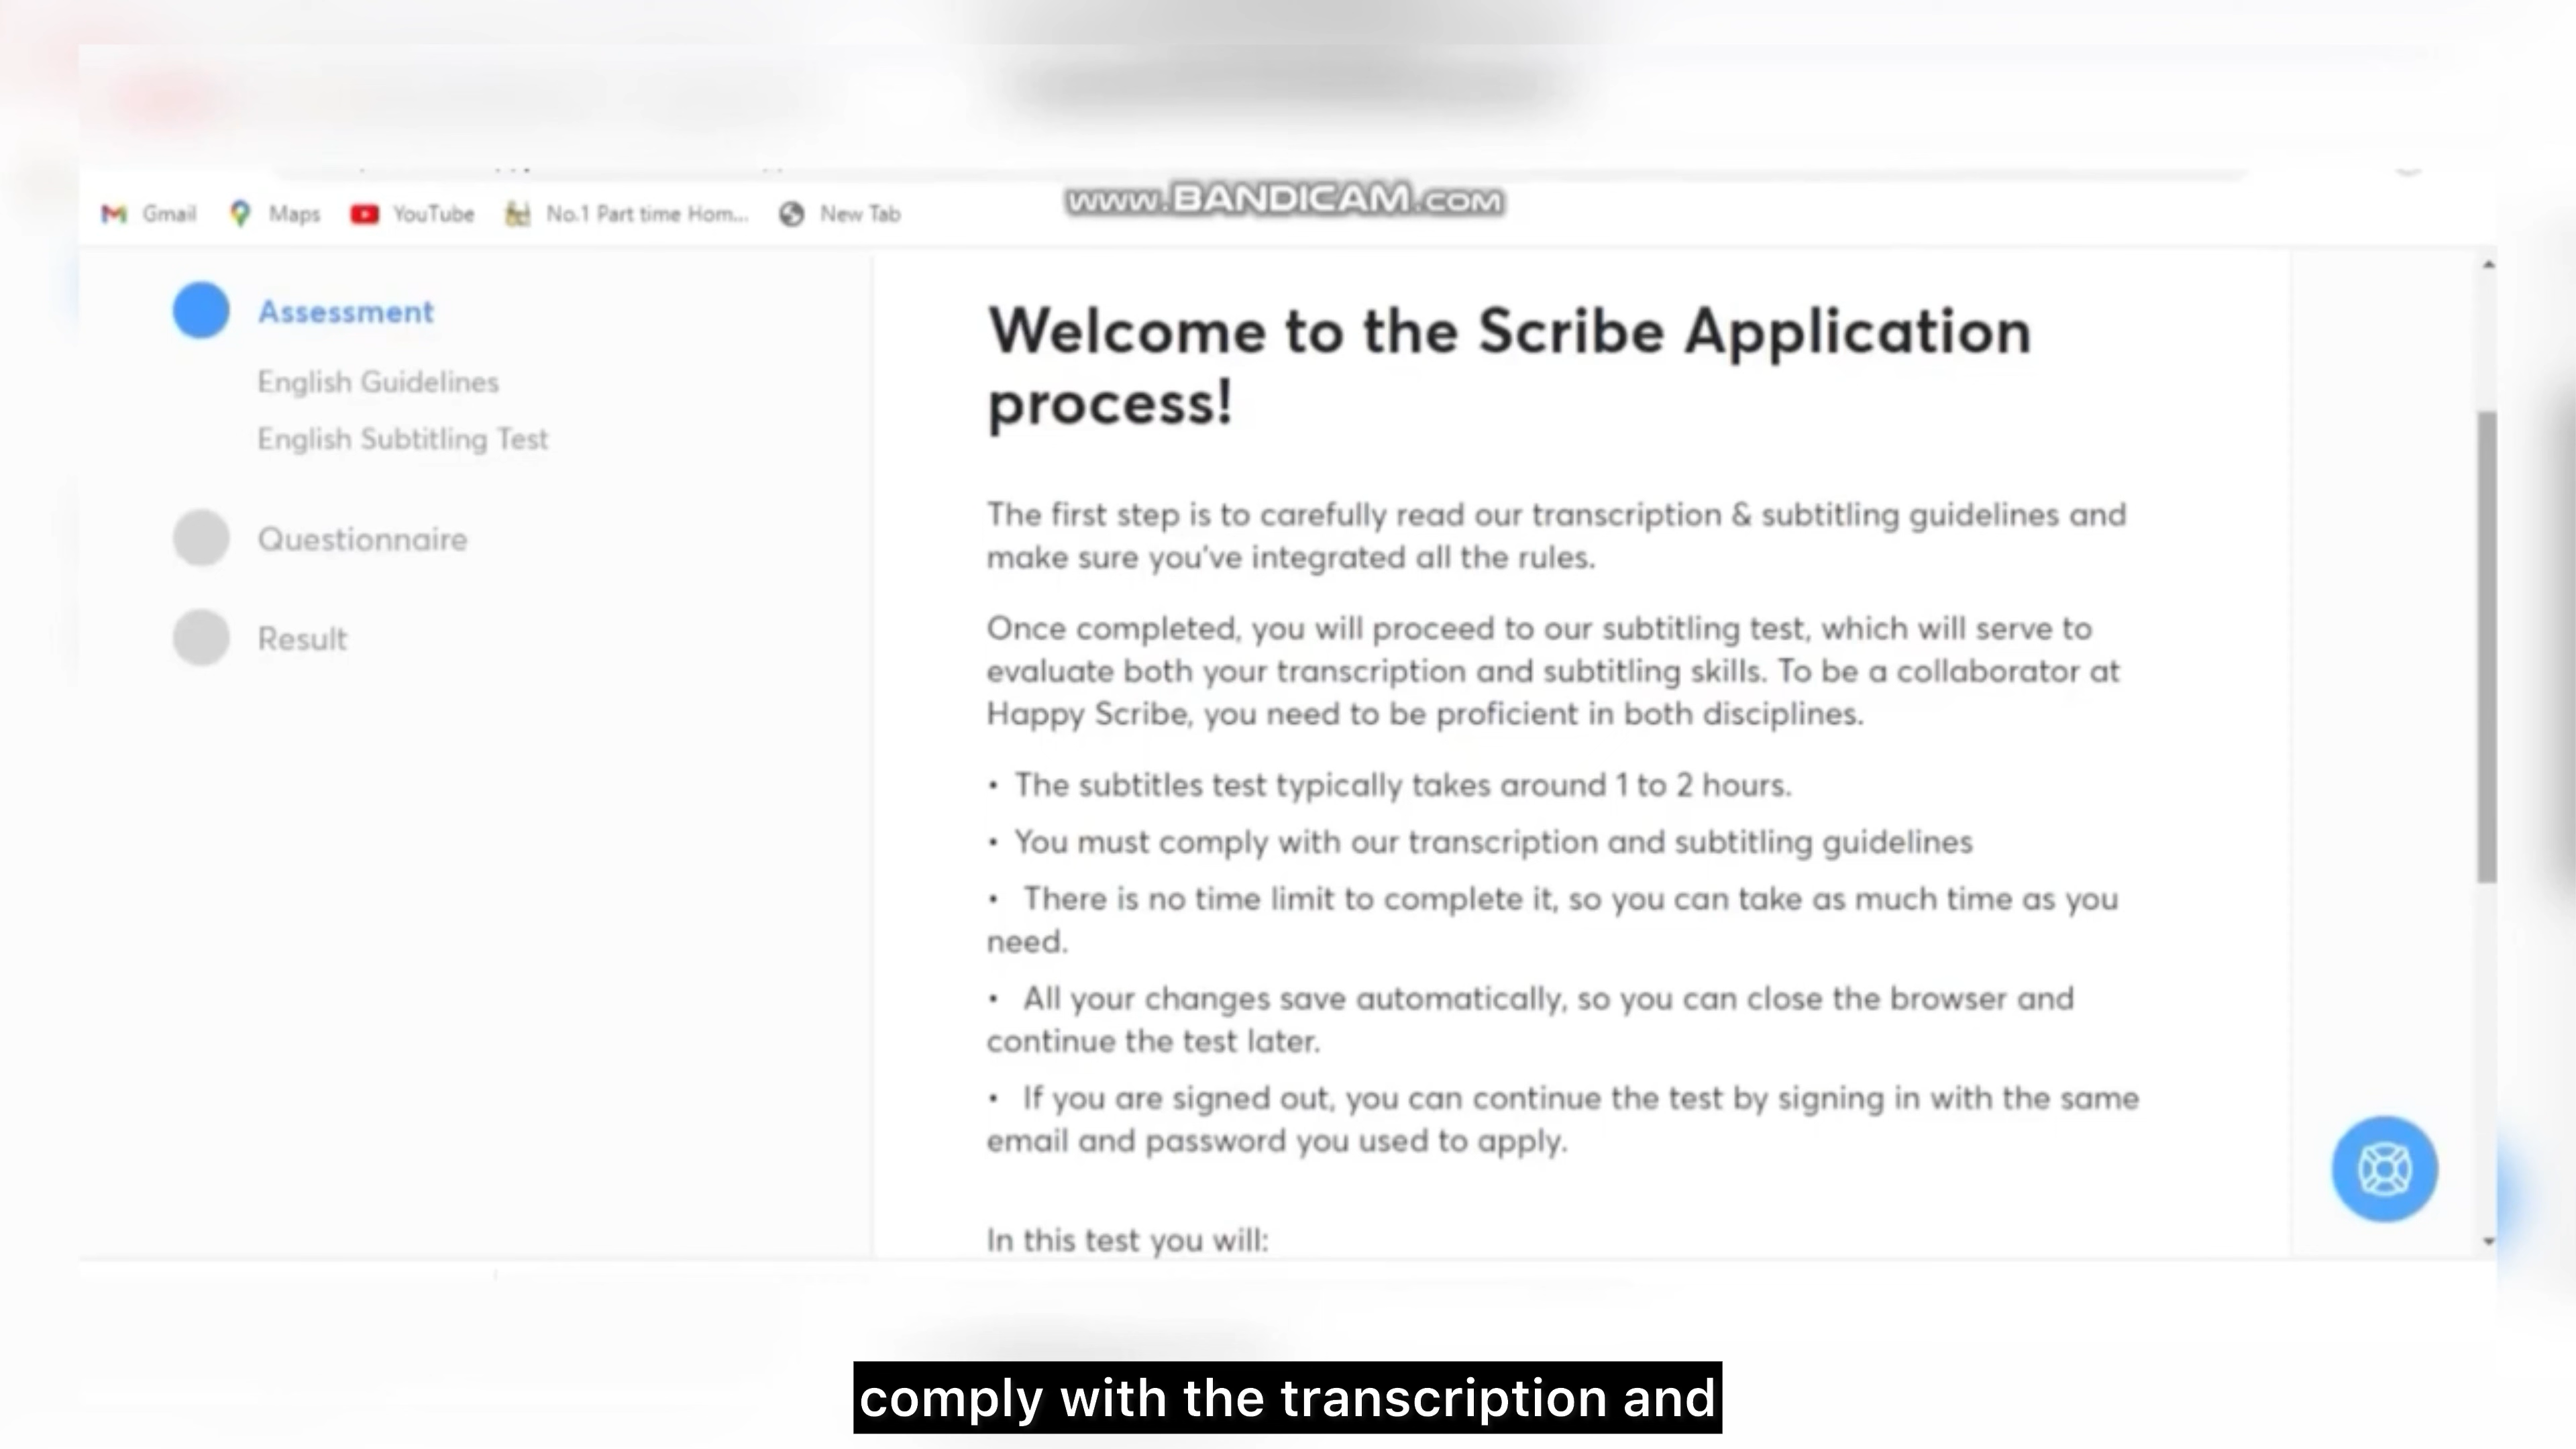 www.BANDICAM.com
Gmail Maps YouTube No.1 Part time Hom... New Tab
Assessment
English Guidelines
English Subtitling Test
Questionnaire
Result
Welcome to the Scribe Application
process!
The first step is to carefully read our transcription & subtitling guidelines and
make sure you've integrated all the rules.
Once completed, you will proceed to our subtitling test, which will serve to
evaluate both your transcription and subtitling skills. To be a collaborator at
Happy Scribe, you need to be proficient in both disciplines.
• The subtitles test typically takes around 1 to 2 hours.
• You must comply with our transcription and subtitling guidelines
• There is no time limit to complete it, so you can take as much time as you
need.
• All your changes save automatically, so you can close the browser and
continue the test later.
• If you are signed out, you can continue the test by signing in with the same
email and password you used to apply.
In this test you will:
comply with the transcription and